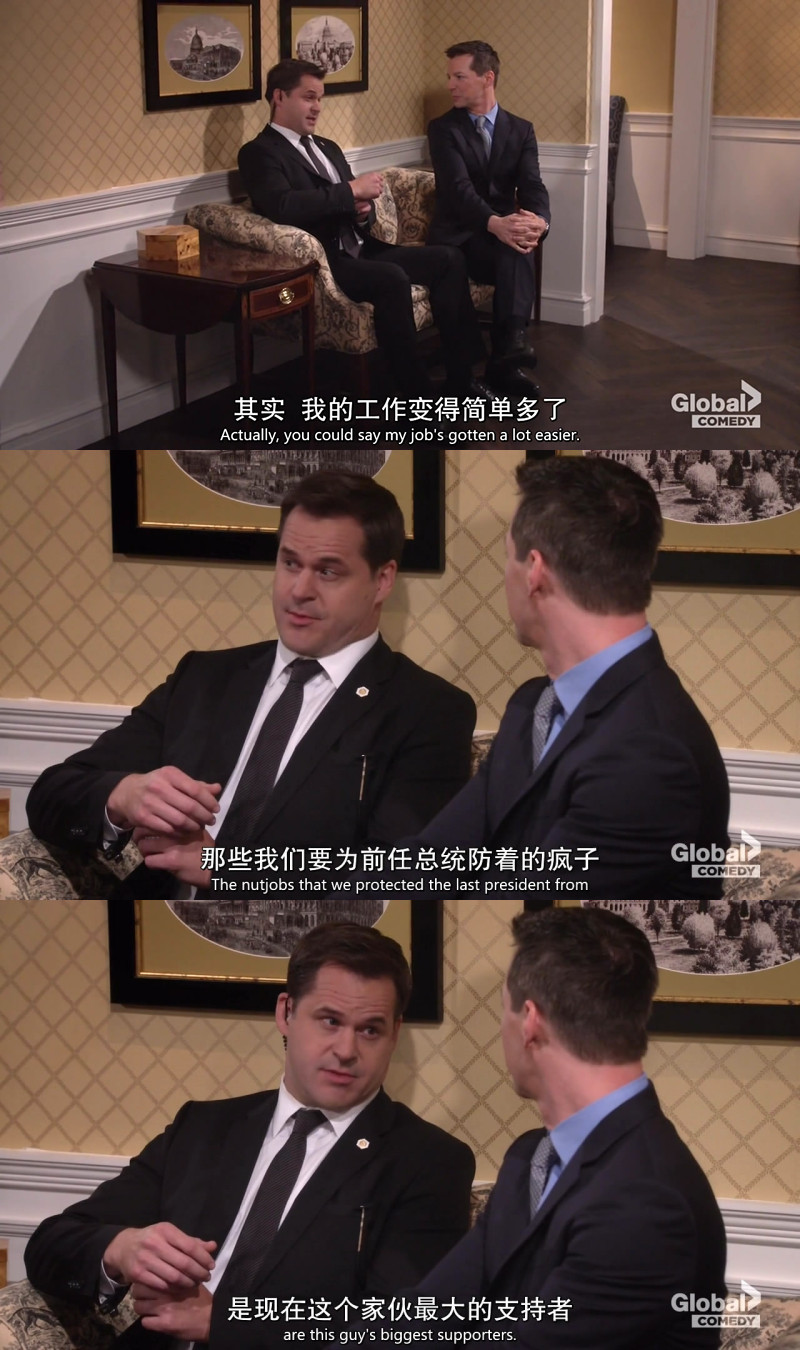 其实 我的工作变得简单多了
Actually, you could say my job's gotten a lot easier.
Global
COMEDY
那些我们要为前任总统防着的疯子
The nutjobs that we protected the last president from
Global
COMEDY
是现在这个家伙最大的支持者
are this guy's biggest supporters.
Global
COMEDY